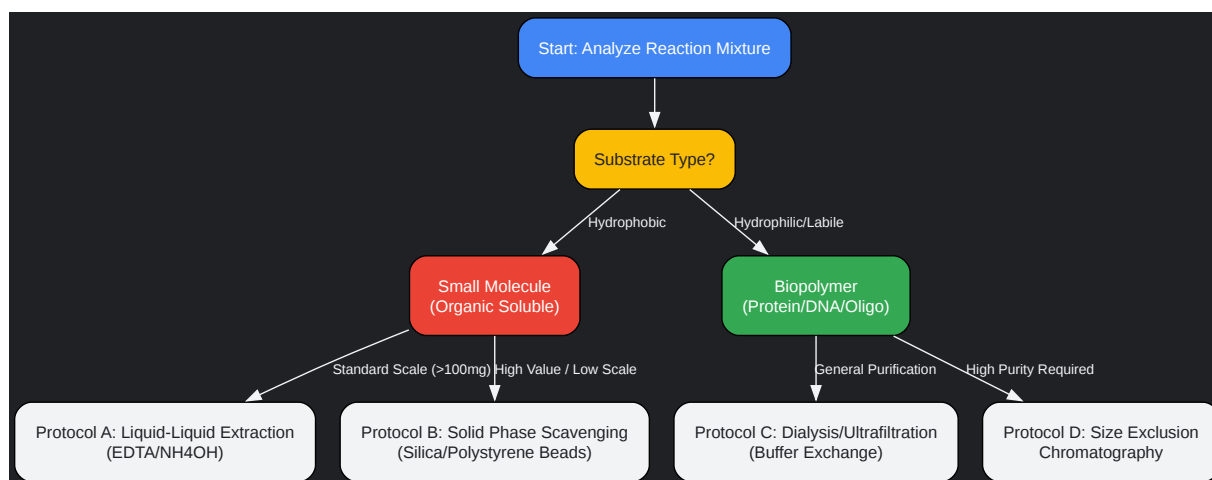 Start: Analyze Reaction Mixture
Substrate Type?
Hydrophobic
Hydrophilic/Labile
Small Molecule
(Organic Soluble)
Biopolymer
(Protein/DNA/Oligo)
Standard Scale (>100mg)
High Value / Low Scale
General Purification
High Purity Required
Protocol A: Liquid-Liquid Extraction
(EDTA/NH4OH)
Protocol B: Solid Phase Scavenging
(Silica/Polystyrene Beads)
Protocol C: Dialysis/Ultrafiltration
(Buffer Exchange)
Protocol D: Size Exclusion
Chromatography